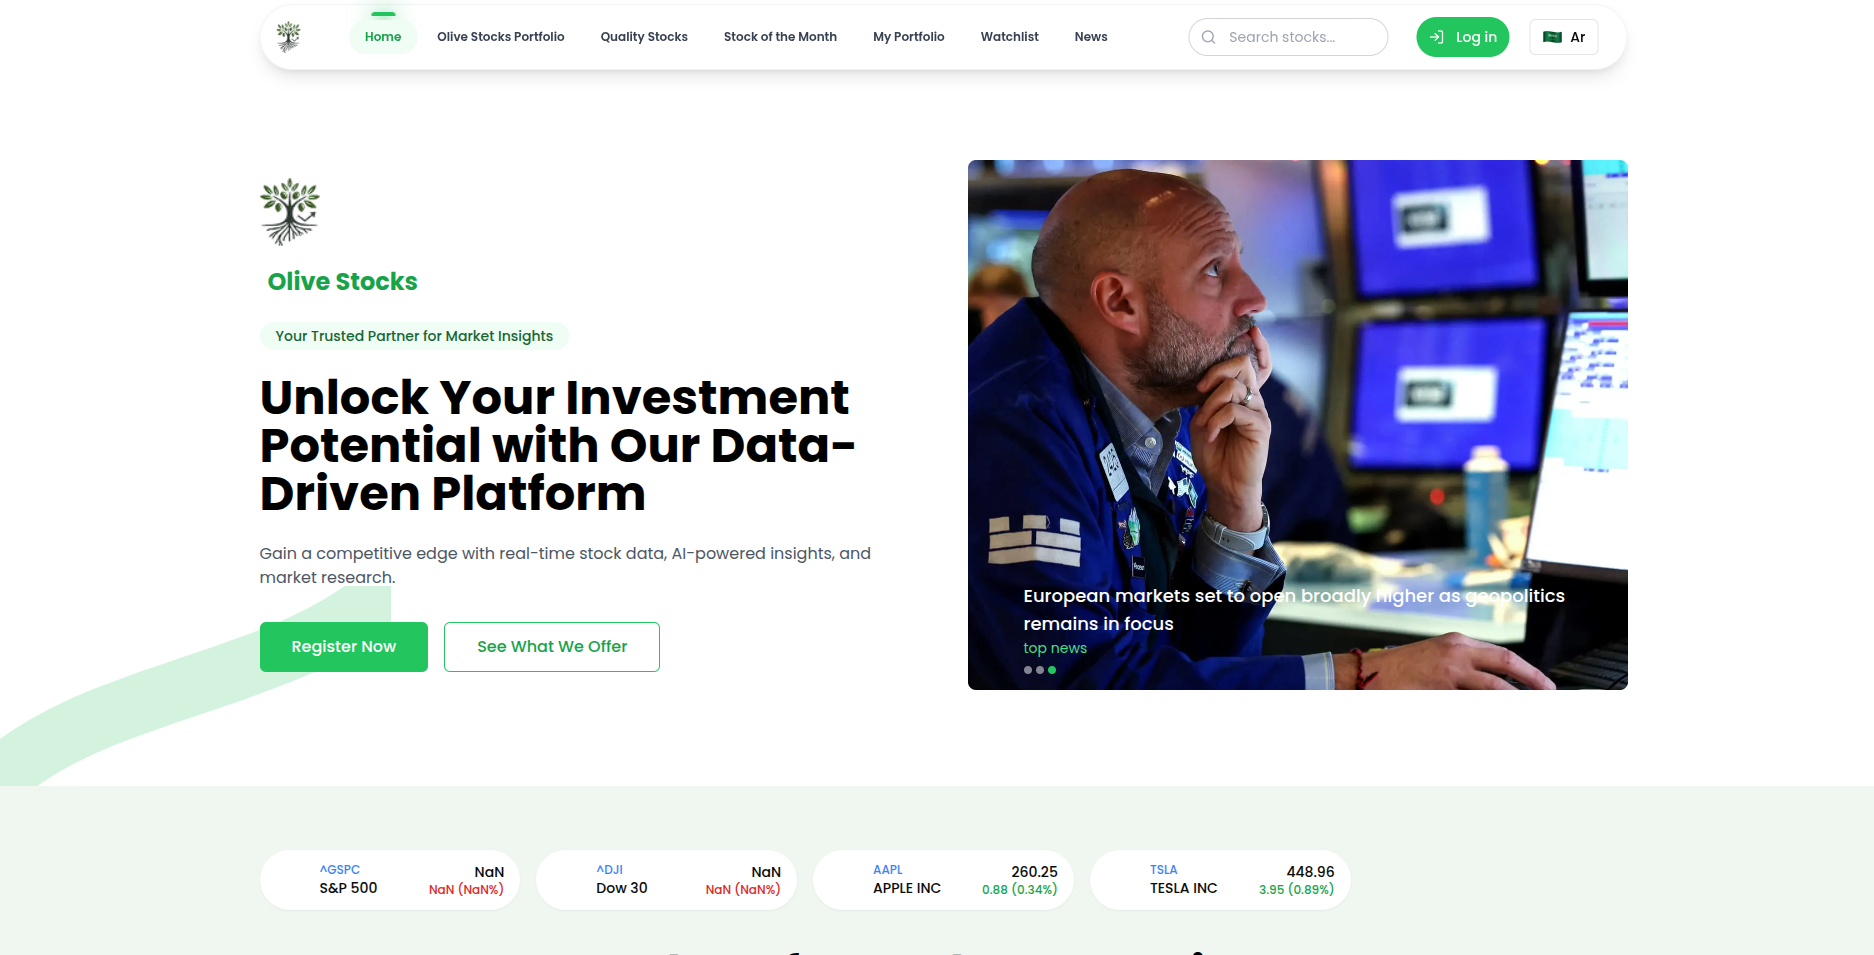 Home
Olive Stocks Portfolio
Quality Stocks
Stock of the Month
My Portfolio
Watchlist
News
Search stocks...
Log in
Ar
Olive Stocks
Your Trusted Partner for Market Insights
Unlock Your Investment
Potential with Our Data-
Driven Platform
Gain a competitive edge with real-time stock data, AI-powered insights, and
market research.
Register Now
See What We Offer
European markets set to open broadly higher as geopolitics
remains in focus
top news
^GSPC
S&P 500
NaN
NaN (NaN%)
^DJI
Dow 30
NaN
NaN (NaN%)
AAPL
APPLE INC
260.25
0.88 (0.34%)
TSLA
TESLA INC
448.96
3.95 (0.89%)